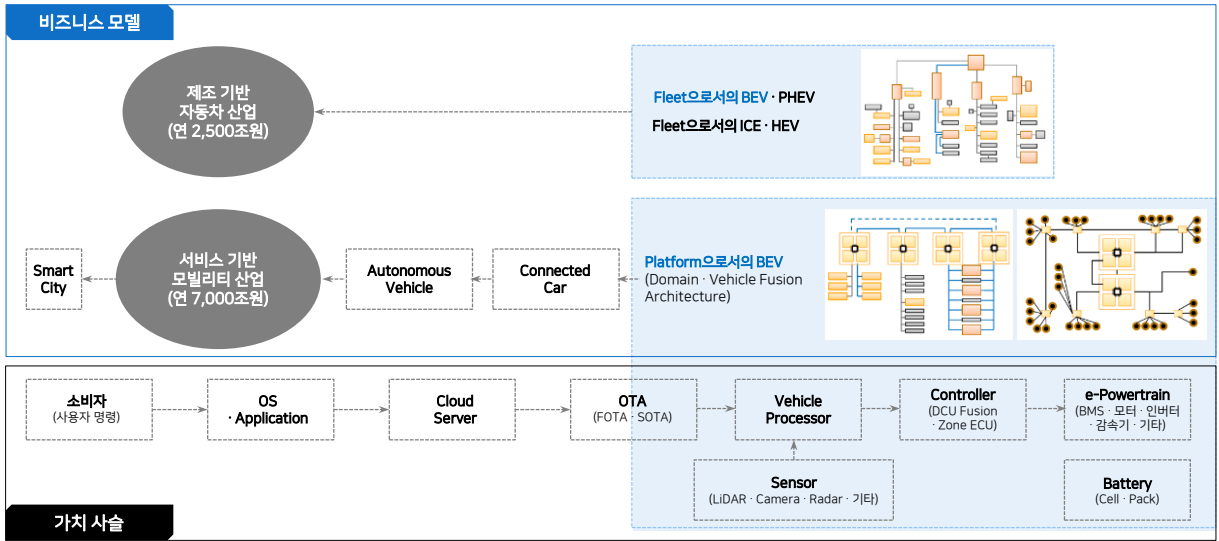 비즈니스 모델
제조 기반
자동차 산업
(연 2,500조원)
Fleet으로서의 BEV · PHEV
Fleet으로서의 ICE · HEV
Smart
City
서비스 기반
모빌리티 산업
(연 7,000조원)
Autonomous
Vehicle
Connected
Car
Platform으로서의 BEV
(Domain · Vehicle Fusion
Architecture)
소비자
(사용자 명령)
OS
· Application
Cloud
Server
OTA
(FOTA · SOTA)
Vehicle
Processor
Controller
(DCU Fusion
· Zone ECU)
e-Powertrain
(BMS · 모터 · 인버터
· 감속기 · 기타)
Sensor
(LiDAR · Camera · Radar · 기타)
Battery
(Cell · Pack)
가치 사슬